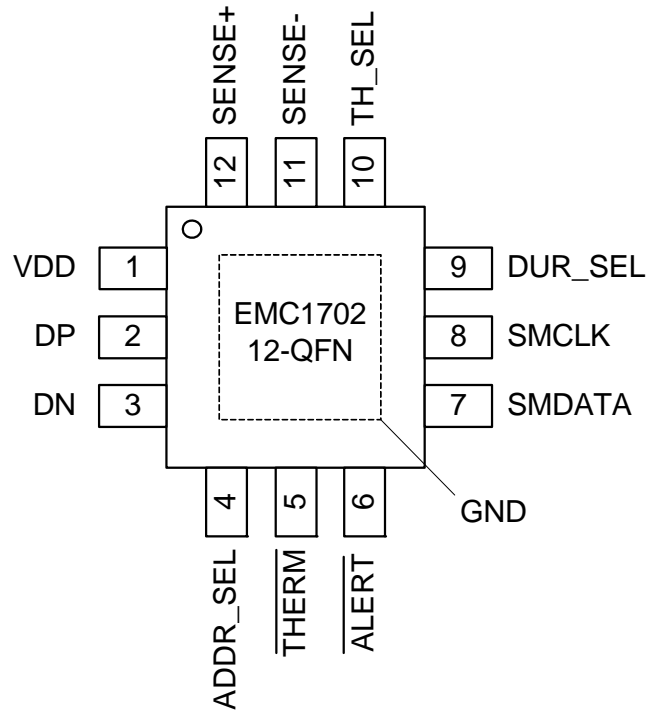 SENSE+
SENSE-
TH_SEL
12
11
10
VDD
1
9
DUR_SEL
EMC1702
12-QFN
DP
2
8
SMCLK
DN
3
7
SMDATA
4
5
6
GND
ADDR_SEL
THERM
ALERT